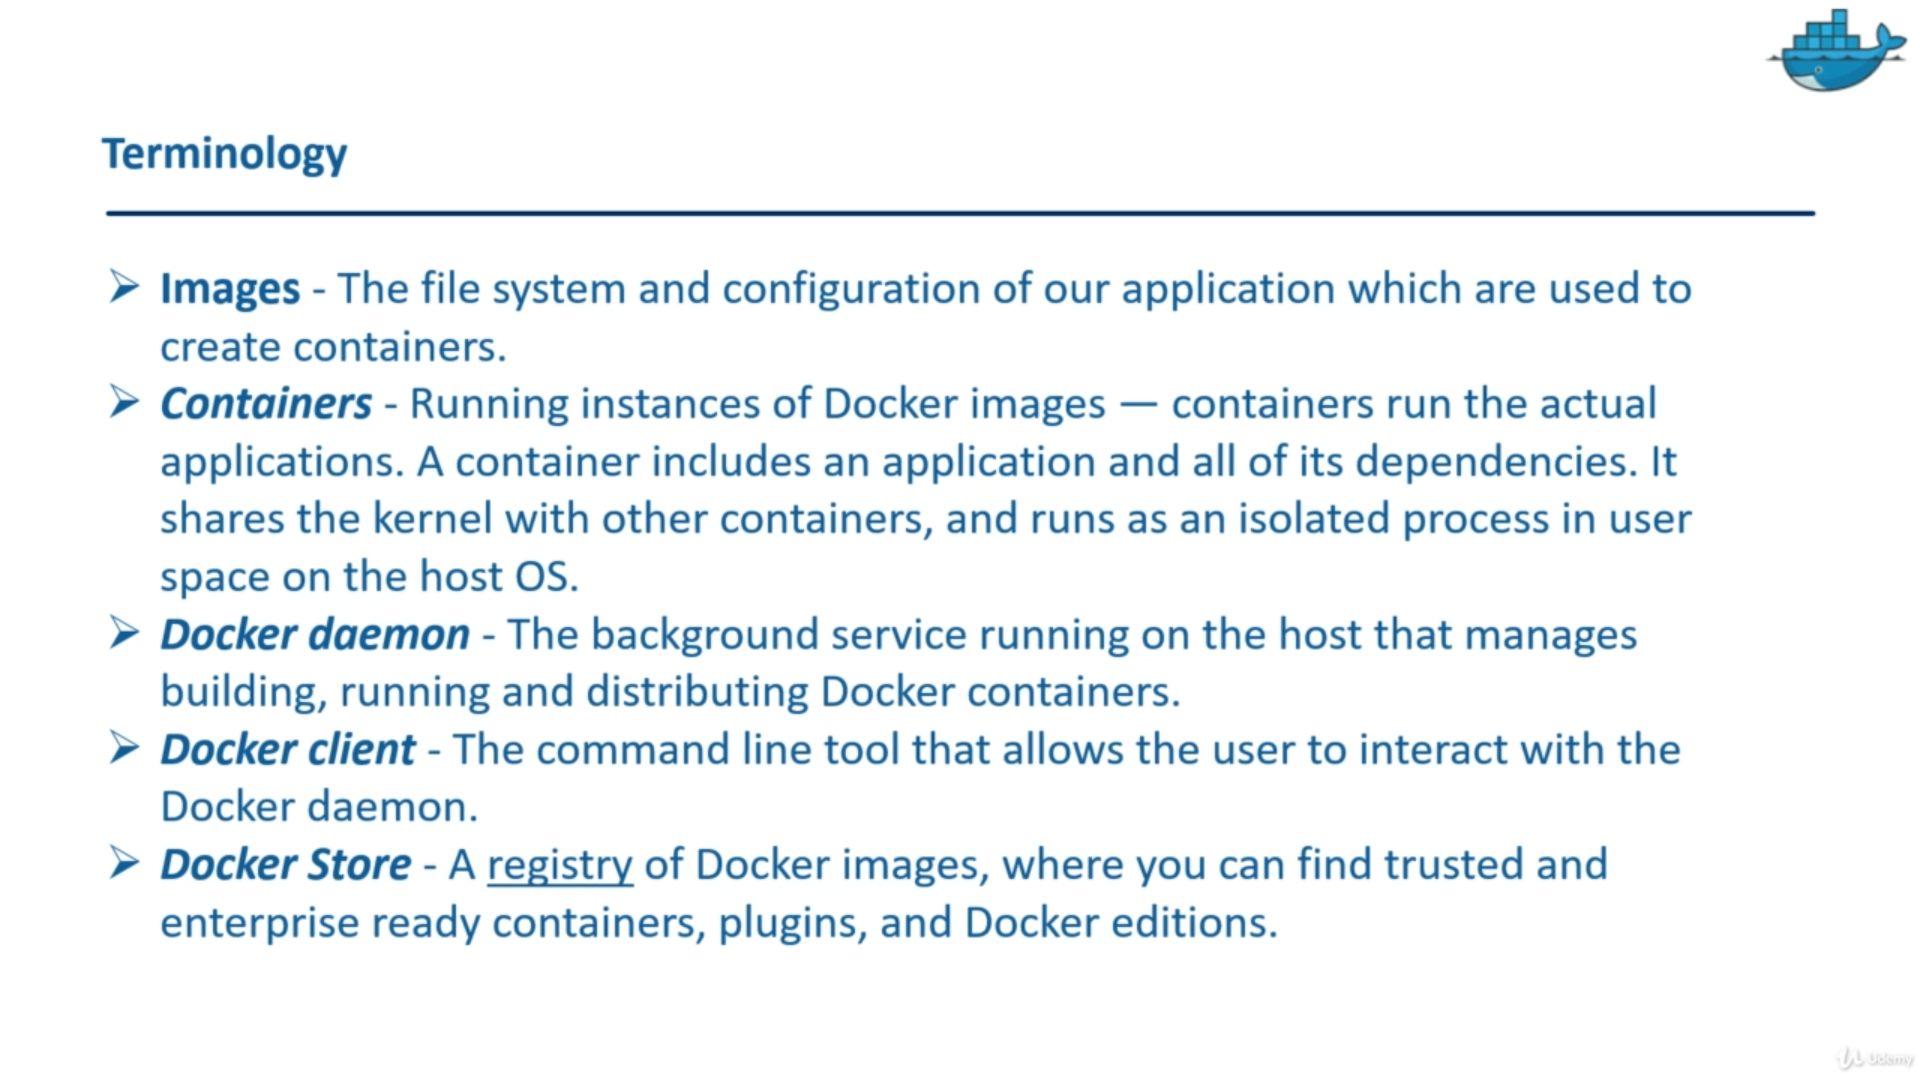 Terminology
➢ Images - The file system and configuration of our application which are used to
create containers.
➢ Containers - Running instances of Docker images — containers run the actual
applications. A container includes an application and all of its dependencies. It
shares the kernel with other containers, and runs as an isolated process in user
space on the host OS.
➢ Docker daemon - The background service running on the host that manages
building, running and distributing Docker containers.
➢ Docker client - The command line tool that allows the user to interact with the
Docker daemon.
➢ Docker Store - A registry of Docker images, where you can find trusted and
enterprise ready containers, plugins, and Docker editions.
Udemy